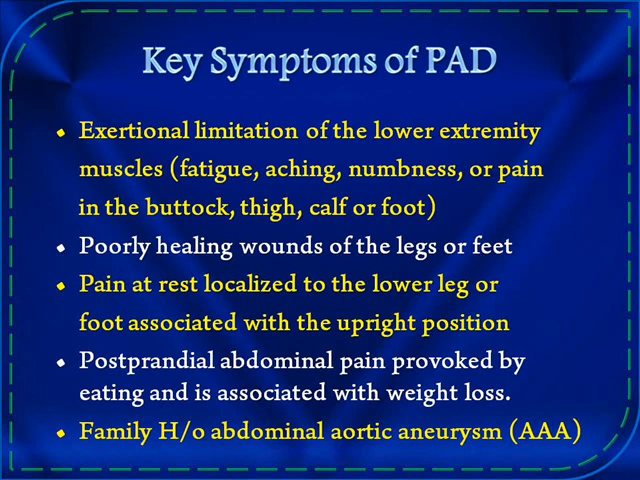 Key Symptoms of PAD
• Exertional limitation of the lower extremity
muscles (fatigue, aching, numbness, or pain
in the buttock, thigh, calf or foot)
• Poorly healing wounds of the legs or feet
• Pain at rest localized to the lower leg or
foot associated with the upright position
• Postprandial abdominal pain provoked by
eating and is associated with weight loss.
• Family H/o abdominal aortic aneurysm (AAA)